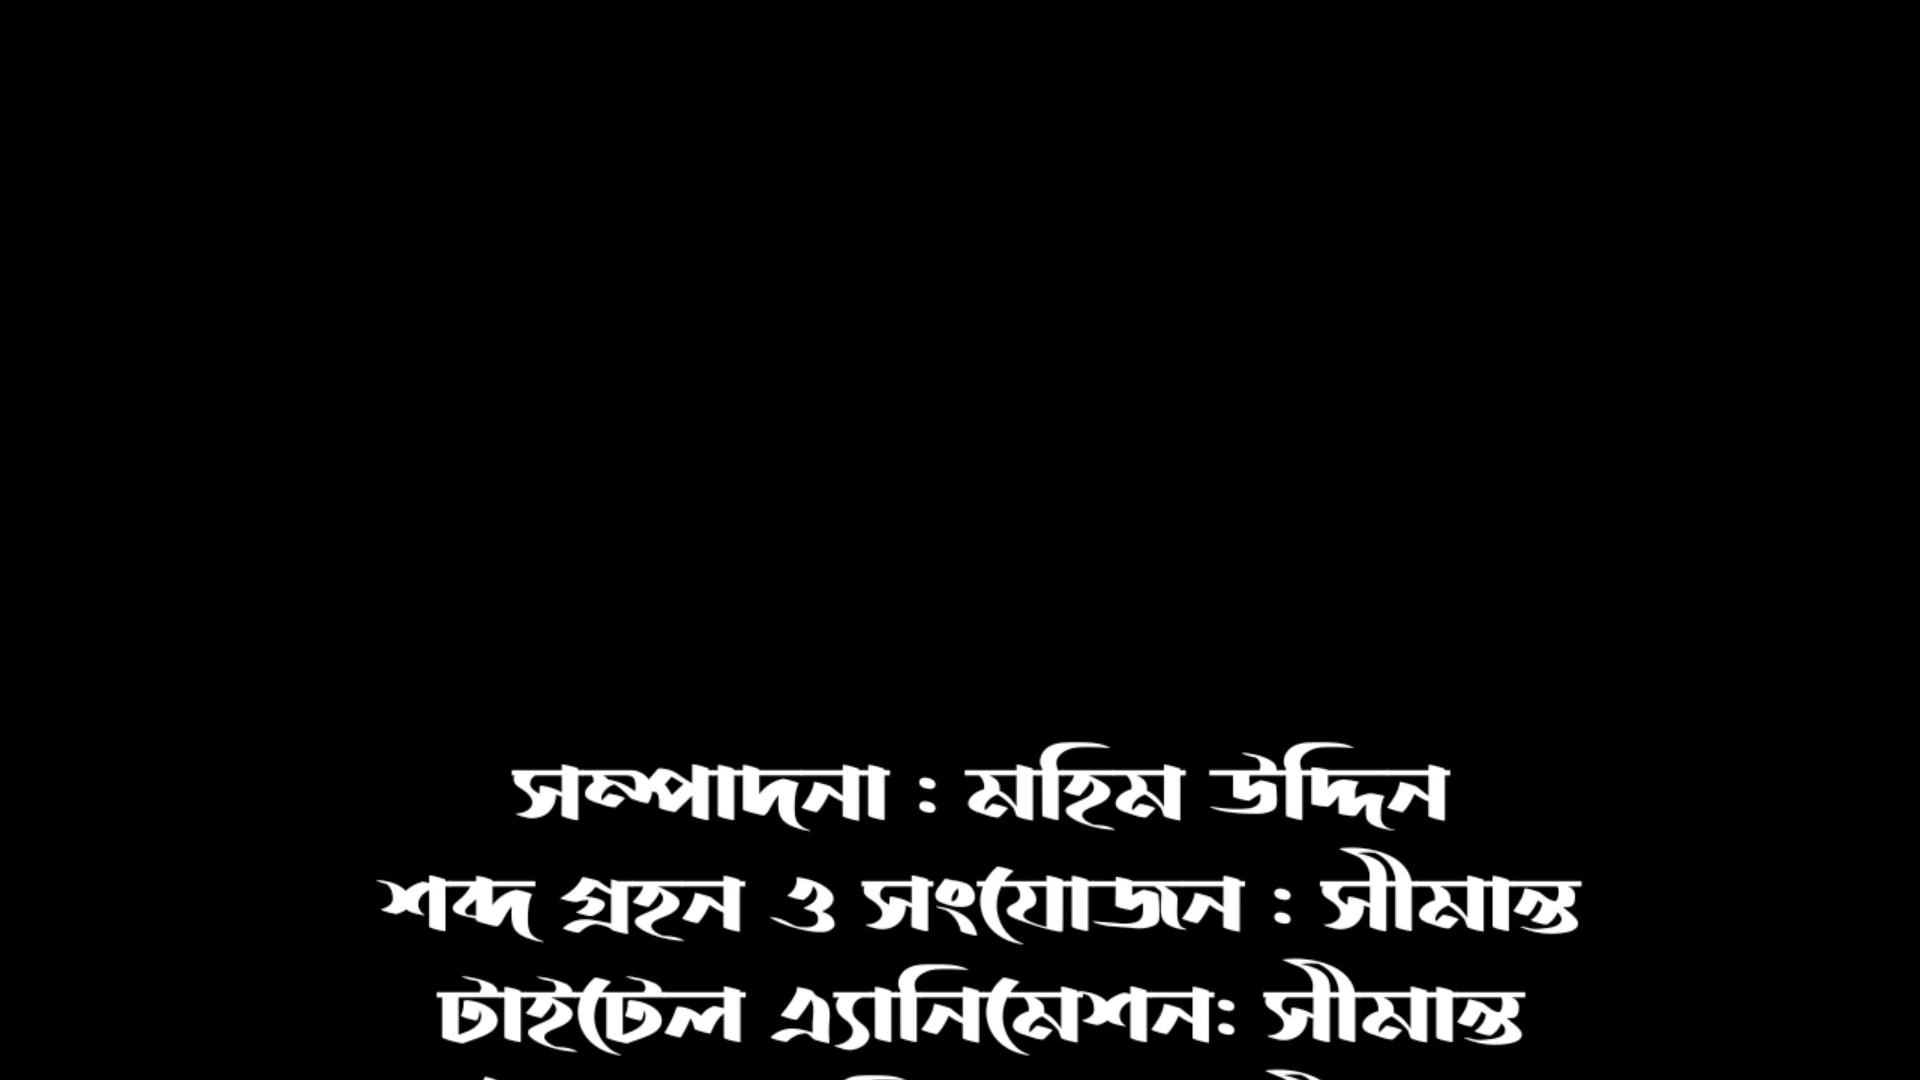 সম্পাদনা : মহিম উদ্দিন
শব্দ গ্রহন ও সংযোজন : সীমান্ত
টাইটেল এ্যানিমেশন: সীমান্ত